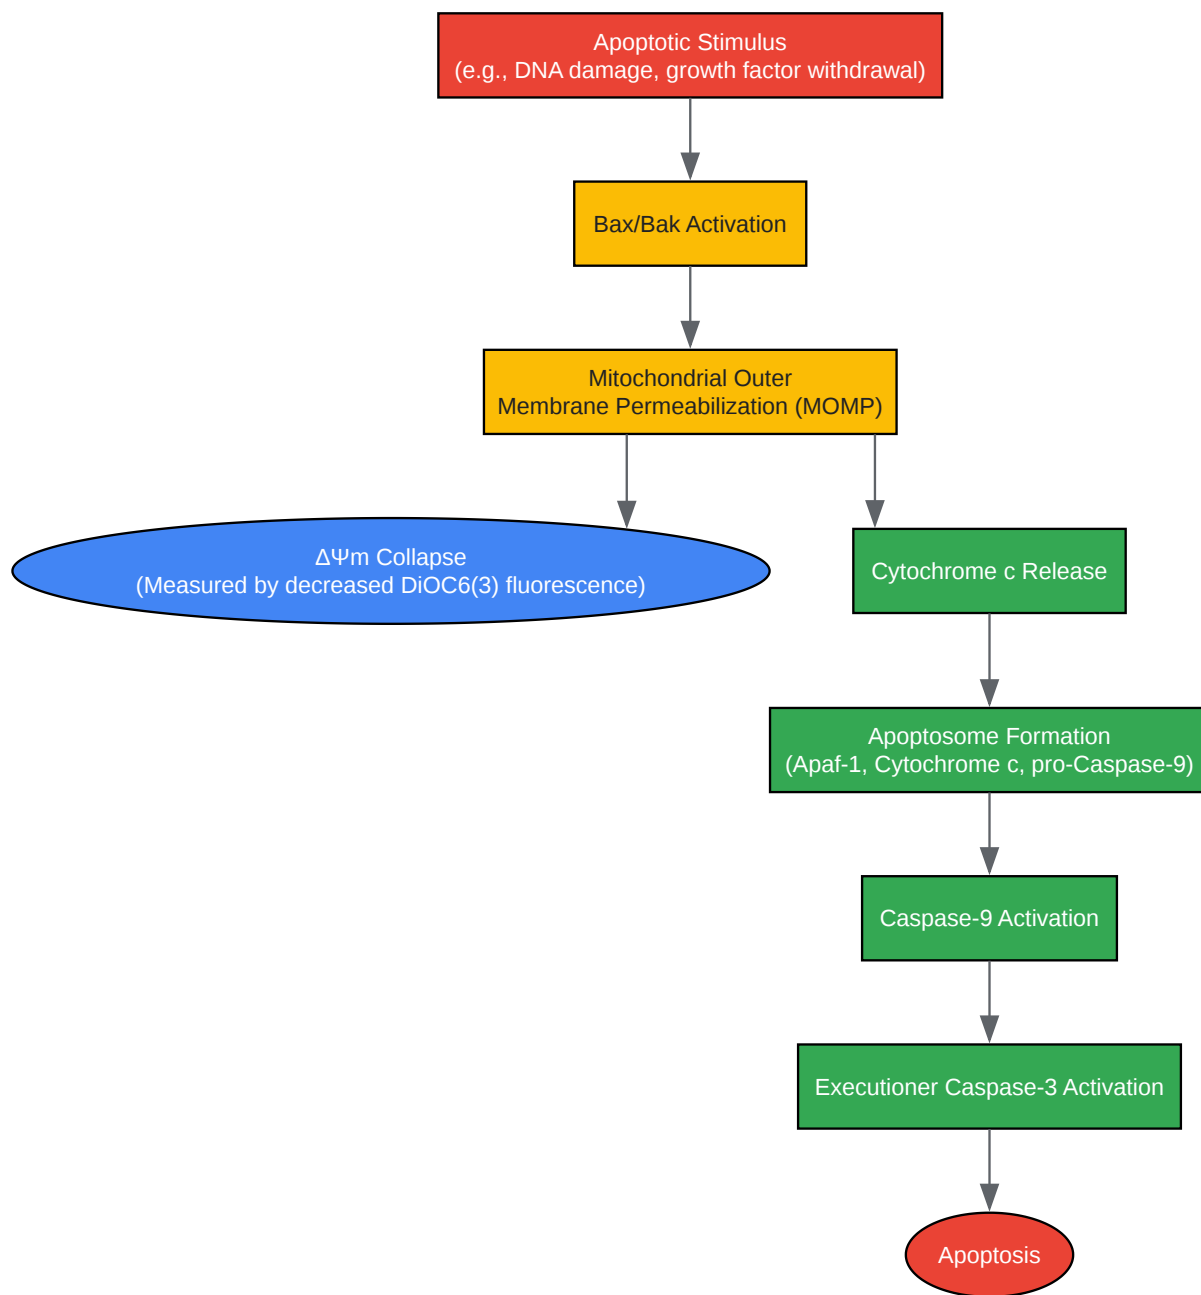 Apoptotic Stimulus
(e.g., DNA damage, growth factor withdrawal)
Bax/Bak Activation
Mitochondrial Outer
Membrane Permeabilization (MOMP)
ΔΨm Collapse
(Measured by decreased DiOC6(3) fluorescence)
Cytochrome c Release
Apoptosome Formation
(Apaf-1, Cytochrome c, pro-Caspase-9)
Caspase-9 Activation
Executioner Caspase-3 Activation
Apoptosis